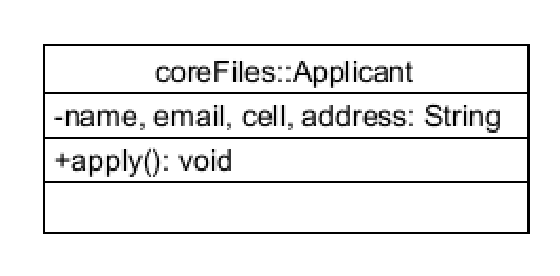 coreFiles::Applicant
-name, email, cell, address: String
+apply(): void